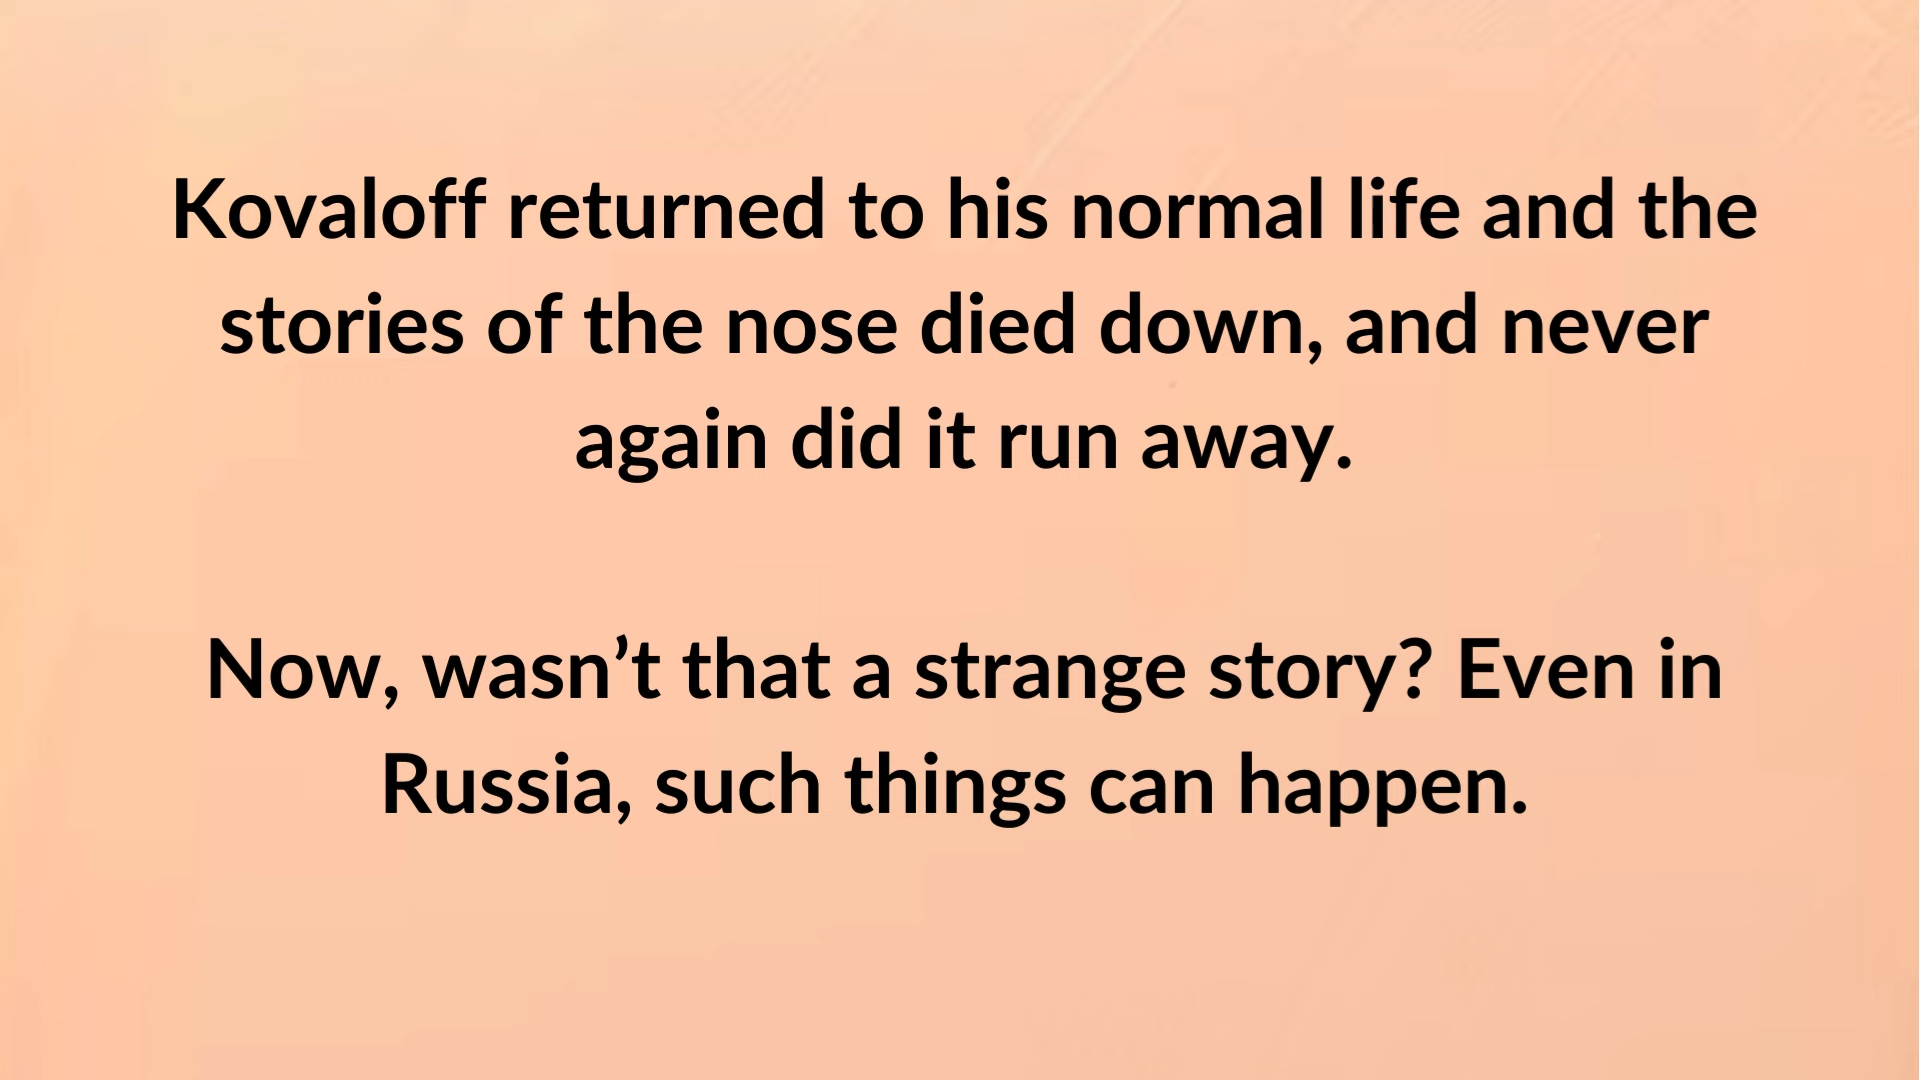 Kovaloff returned to his normal life and the
stories of the nose died down, and never
again did it run away.
Now, wasn’t that a strange story? Even in
Russia, such things can happen.